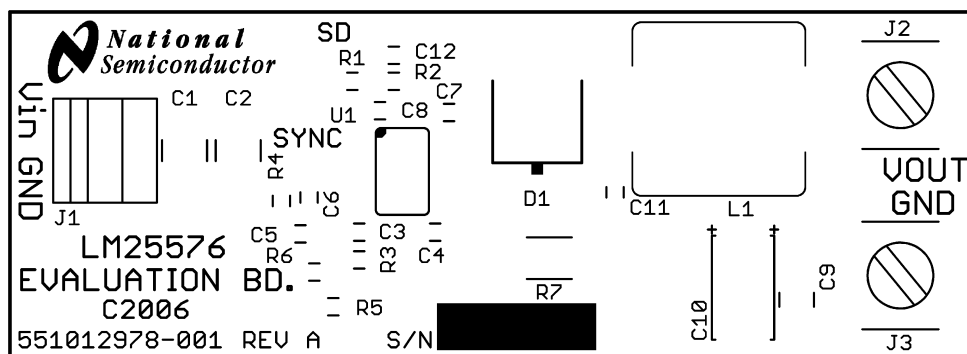 National
Semiconductor
SD
R1
C12
R2
C7
J2
Vin
C1
C2
C8
U1
SYNC
R4
GND
J1
C6
D1
C11
L1
VOUT
GND
C5
C3
C4
R6
R3
LM25576
EVALUATION BD.
C2006
R7
C9
R5
C10
551012978-001 REV A
S/N
J3